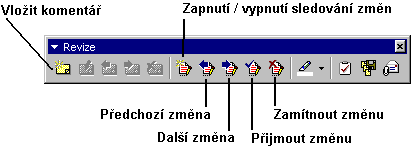 Zapnutí / vypnutí sledování změn
Vložit komentář
Revize
Předchozí změna
Zamítnout změnu
Další změna
Přijmout změnu